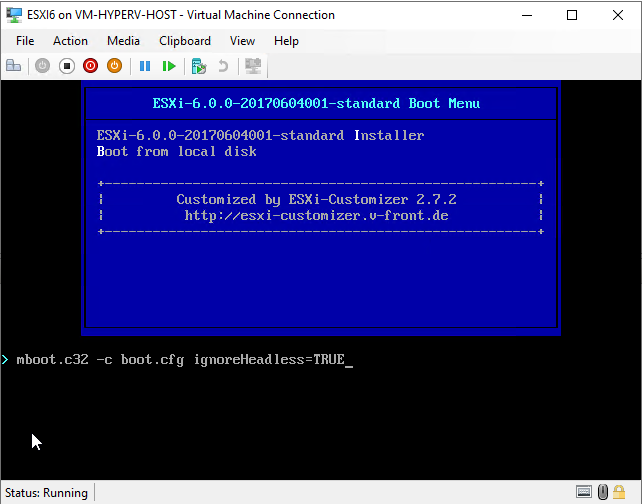 ESXI6 on VM-HYPERV-HOST - Virtual Machine Connection
File Action Media Clipboard View Help
ESXi-6.0.0-20170604001-standard Boot Menu
ESXi-6.0.0-20170604001-standard Installer
Boot from local disk
Customized by ESXi-Customizer 2.7.2
http://esxi-customizer.v-front.de
> mboot.c32 -c boot.cfg ignoreHeadless=TRUE_
Status: Running